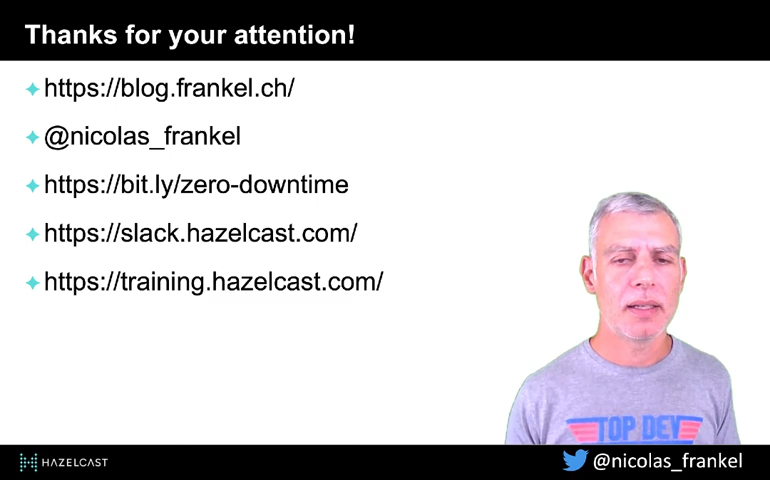 Thanks for your attention!
https://blog.frankel.ch/
@nicolas_frankel
https://bit.ly/zero-downtime
https://slack.hazelcast.com/
https://training.hazelcast.com/
TOP DEV
HAZELCAST
@nicolas_frankel